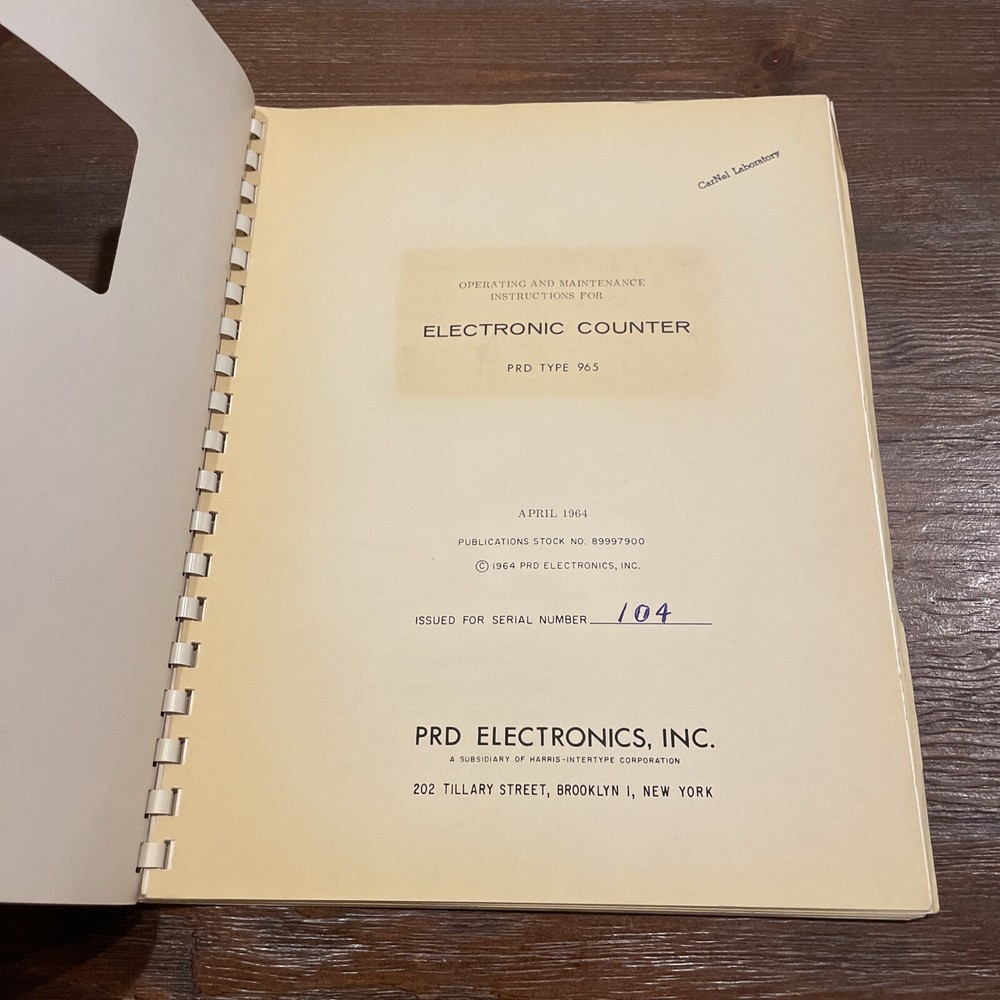 CarNel Laboratory
OPERATING AND MAINTENANCE
INSTRUCTIONS FOR
ELECTRONIC COUNTER
PRD TYPE 965
APRIL 1964
PUBLICATIONS STOCK NO. 89997900
© 1964 PRD ELECTRONICS, INC.
ISSUED FOR SERIAL NUMBER 104
PRD ELECTRONICS, INC.
A SUBSIDIARY OF HARRIS-INTERTYPE CORPORATION
202 TILLARY STREET, BROOKLYN 1, NEW YORK